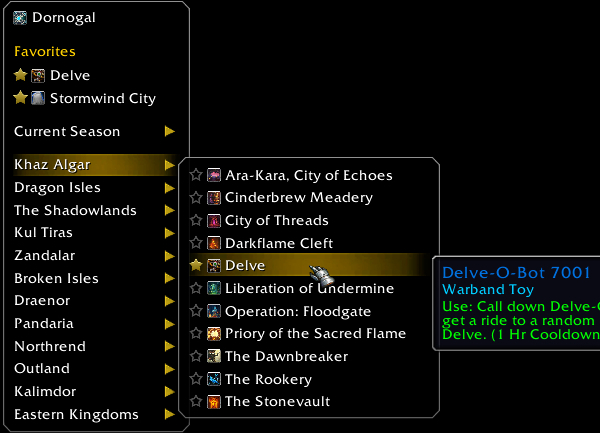 Dornogal
Favorites
Delve
Stormwind City
Current Season
Khaz Algar
Dragon Isles
The Shadowlands
Kul Tiras
Zandalar
Broken Isles
Draenor
Pandaria
Northrend
Outland
Kalimdor
Eastern Kingdoms
Ara-Kara, City of Echoes
Cinderbrew Meadery
City of Threads
Darkflame Cleft
Delve
Liberation of Undermine
Operation: Floodgate
Priory of the Sacred Flame
The Dawnbreaker
The Rookery
The Stonevault
Delve-O-Bot 7001
Warband Toy
Use: Call down Delve-
get a ride to a random
Delve. (1 Hr Cooldown